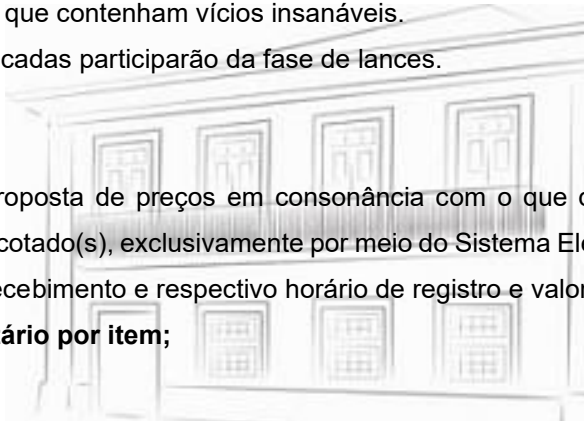 que contenham vícios insanáveis.
cadas participarão da fase de lances.
roposta de preços em consonância com o que
cotado(s), exclusivamente por meio do Sistema Ele
ecebimento e respectivo horário de registro e valor
ário por item;